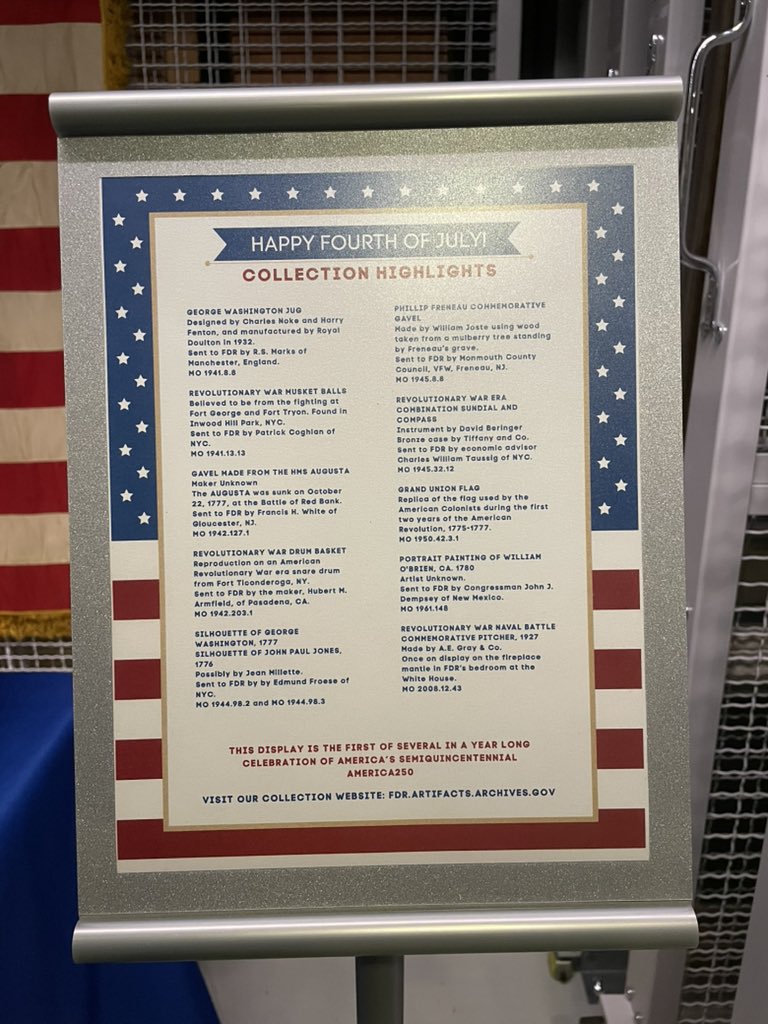 HAPPY FOURTH OF JULY!
COLLECTION HIGHLIGHTS
GEORGE WASHINGTON JUG
Designed by Charles Noke and Harry
Fenton, and manufactured by Royal
Doulton in 1932.
Sent to FDR by R.S. Marks of
Manchester, England.
MO 1941.8.8
REVOLUTIONARY WAR MUSKET BALLS
Believed to be from the fighting at
Fort George and Fort Tryon. Found in
Inwood Hill Park, NYC.
Sent to FDR by Patrick Coghlan of
NYC.
MO 1941.13.13
GAVEL MADE FROM THE HMS AUGUSTA
Maker Unknown
The AUGUSTA was sunk on October
22, 1777, at the Battle of Red Bank.
Sent to FDR by Francis H. White of
Gloucester, NJ.
MO 1942.127.1
REVOLUTIONARY WAR DRUM BASKET
Reproduction on an American
Revolutionary War era snare drum
from Fort Ticonderoga, NY.
Sent to FDR by the maker, Hubert M.
Armfield, of Pasadena, CA.
MO 1942.203.1
SILHOUETTE OF GEORGE
WASHINGTON, 1777
SILHOUETTE OF JOHN PAUL JONES,
1776
Possibly by Jean Millette.
Sent to FDR by by Edmund Froese of
NYC.
MO 1944.98.2 and MO 1944.98.3
PHILLIP FRENEAU COMMEMORATIVE
GAVEL
Made by William Joste using wood
taken from a mulberry tree standing
by Freneau's grave.
Sent to FDR by Monmouth County
Council, VFW, Freneau, NJ.
MO 1945.8.8
REVOLUTIONARY WAR ERA
COMBINATION SUNDIAL AND
COMPASS
Instrument by David Beringer
Bronze case by Tiffany and Co.
Sent to FDR by economic advisor
Charles William Taussig of NYC.
MO 1945.32.12
GRAND UNION FLAG
Replica of the flag used by the
American Colonists during the first
two years of the American
Revolution, 1775-1777.
MO 1950.42.3.1
PORTRAIT PAINTING OF WILLIAM
O'BRIEN, CA. 1780
Artist Unknown.
Sent to FDR by Congressman John J.
Dempsey of New Mexico.
MO 1961.148
REVOLUTIONARY WAR NAVAL BATTLE
COMMEMORATIVE PITCHER, 1927
Made by A.E. Gray & Co.
Once on display on the fireplace
mantle in FDR's bedroom at the
White House.
MO 2008.12.43
THIS DISPLAY IS THE FIRST OF SEVERAL IN A YEAR LONG
CELEBRATION OF AMERICA'S SEMIQUINCENTENNIAL
AMERICA250
VISIT OUR COLLECTION WEBSITE: FDR.ARTIFACTS.ARCHIVES.GOV